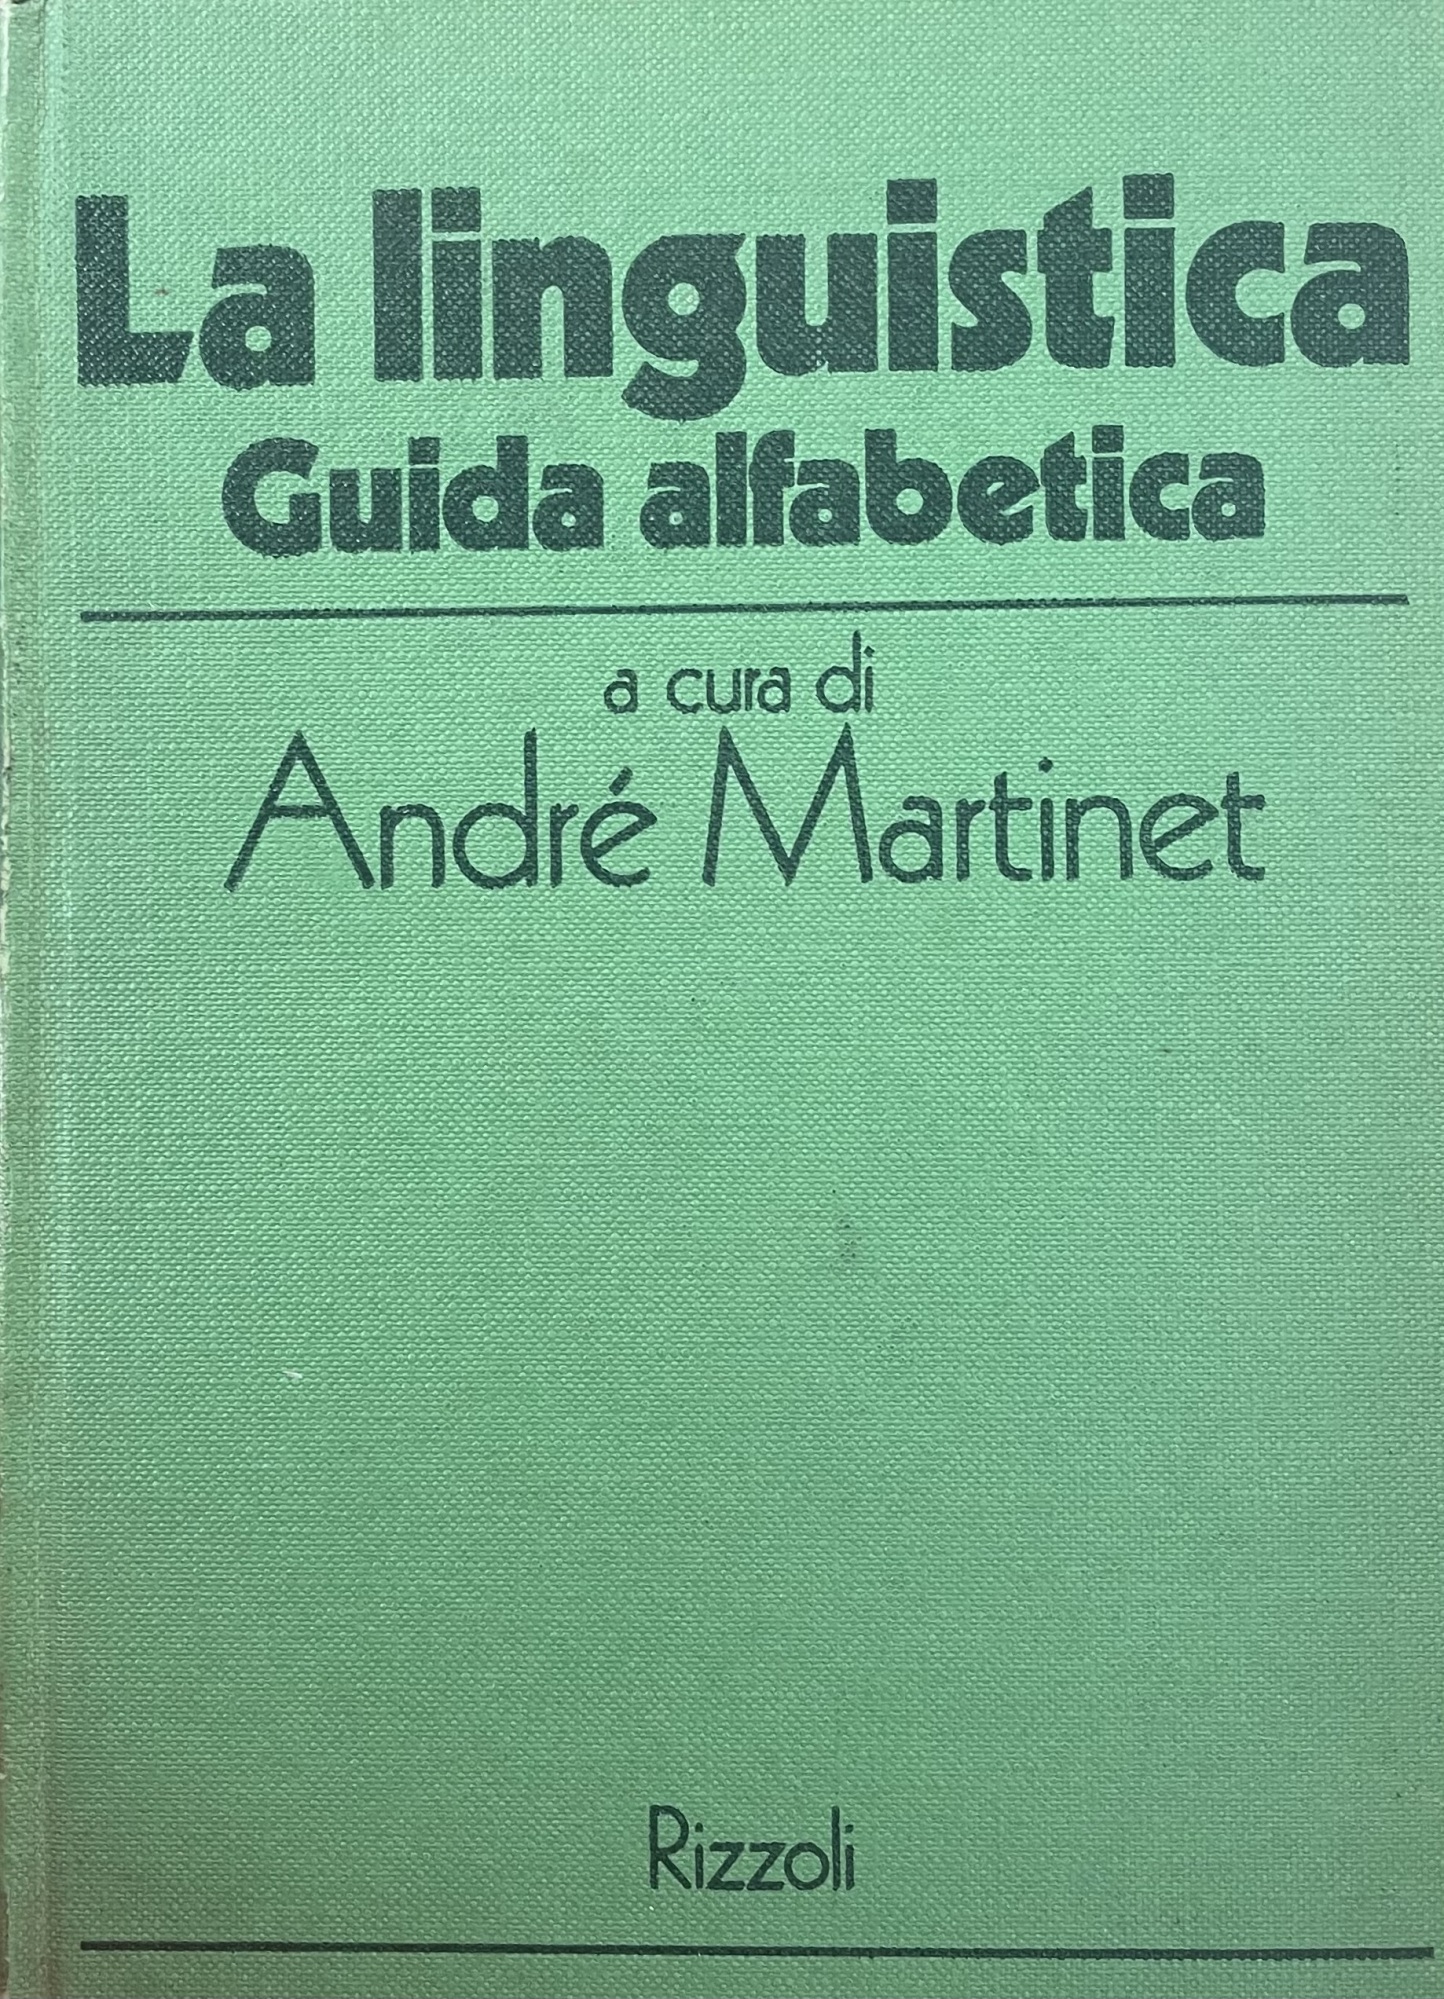 La linguistica
Guida alfabetica
a cura di
André Martinet
Rizzoli